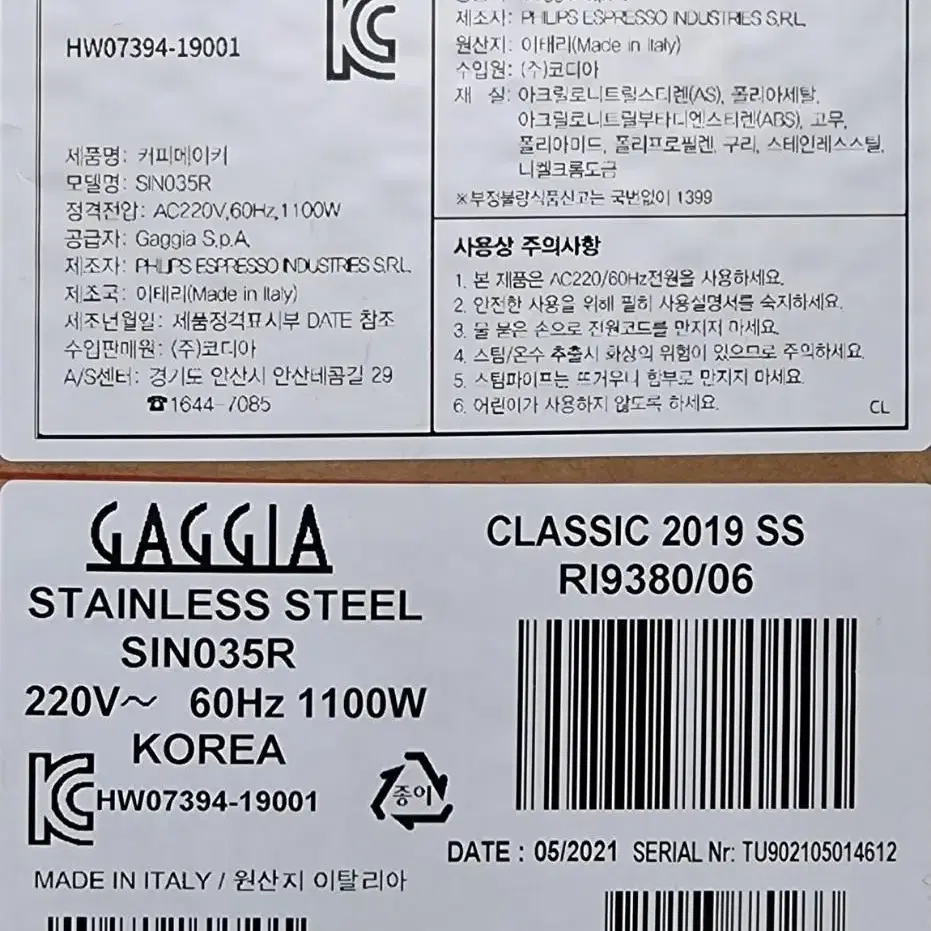 HW07394-19001
제품명: 커피메이커
모델명: SIN035R
정격전압: AC220V,60Hz,1100W
공급자: Gaggia S.p.A
제조자: PHILIPS ESPRESSO INDUSTRIES S.R.L
제조국: 이태리(Made in Italy)
제조년월일: 제품정격표시부 DATE 참조
수입판매원: (주)코디아
A/S센터: 경기도 안산시 안산네콤길 29
☎1644-7085
제조사: PHILIPS ESPRESSO INDUSTRIES S.R.L
원산지: 이태리(Made in Italy)
수입원: (주)코디아
재 질: 아크릴로니트릴스티렌(AS), 폴리아세탈,
아크릴로니트릴부타디엔스티렌(ABS), 고무,
폴리아미드, 폴리프로필렌, 구리, 스테인레스스틸,
니켈크롬도금
※부정불량식품신고는 국번없이 1399
사용상 주의사항
1. 본 제품은 AC220/60Hz전원을 사용하세요.
2. 안전한 사용을 위해 필히 사용설명서를 숙지하세요.
3. 물 묻은 손으로 전원코드를 만지지 마세요.
4. 스팀/온수 추출시 화상의 위험이 있으므로 주의하세요.
5. 스팀파이프는 뜨거우니 함부로 만지지 마세요.
6. 어린이가 사용하지 않도록 하세요.
CL
GAGGIA
STAINLESS STEEL
SIN035R
220V～ 60Hz 1100W
KOREA
HW07394-19001
종이
MADE IN ITALY / 원산지 이탈리아
CLASSIC 2019 SS
RI9380/06
DATE : 05/2021 SERIAL Nr: TU902105014612